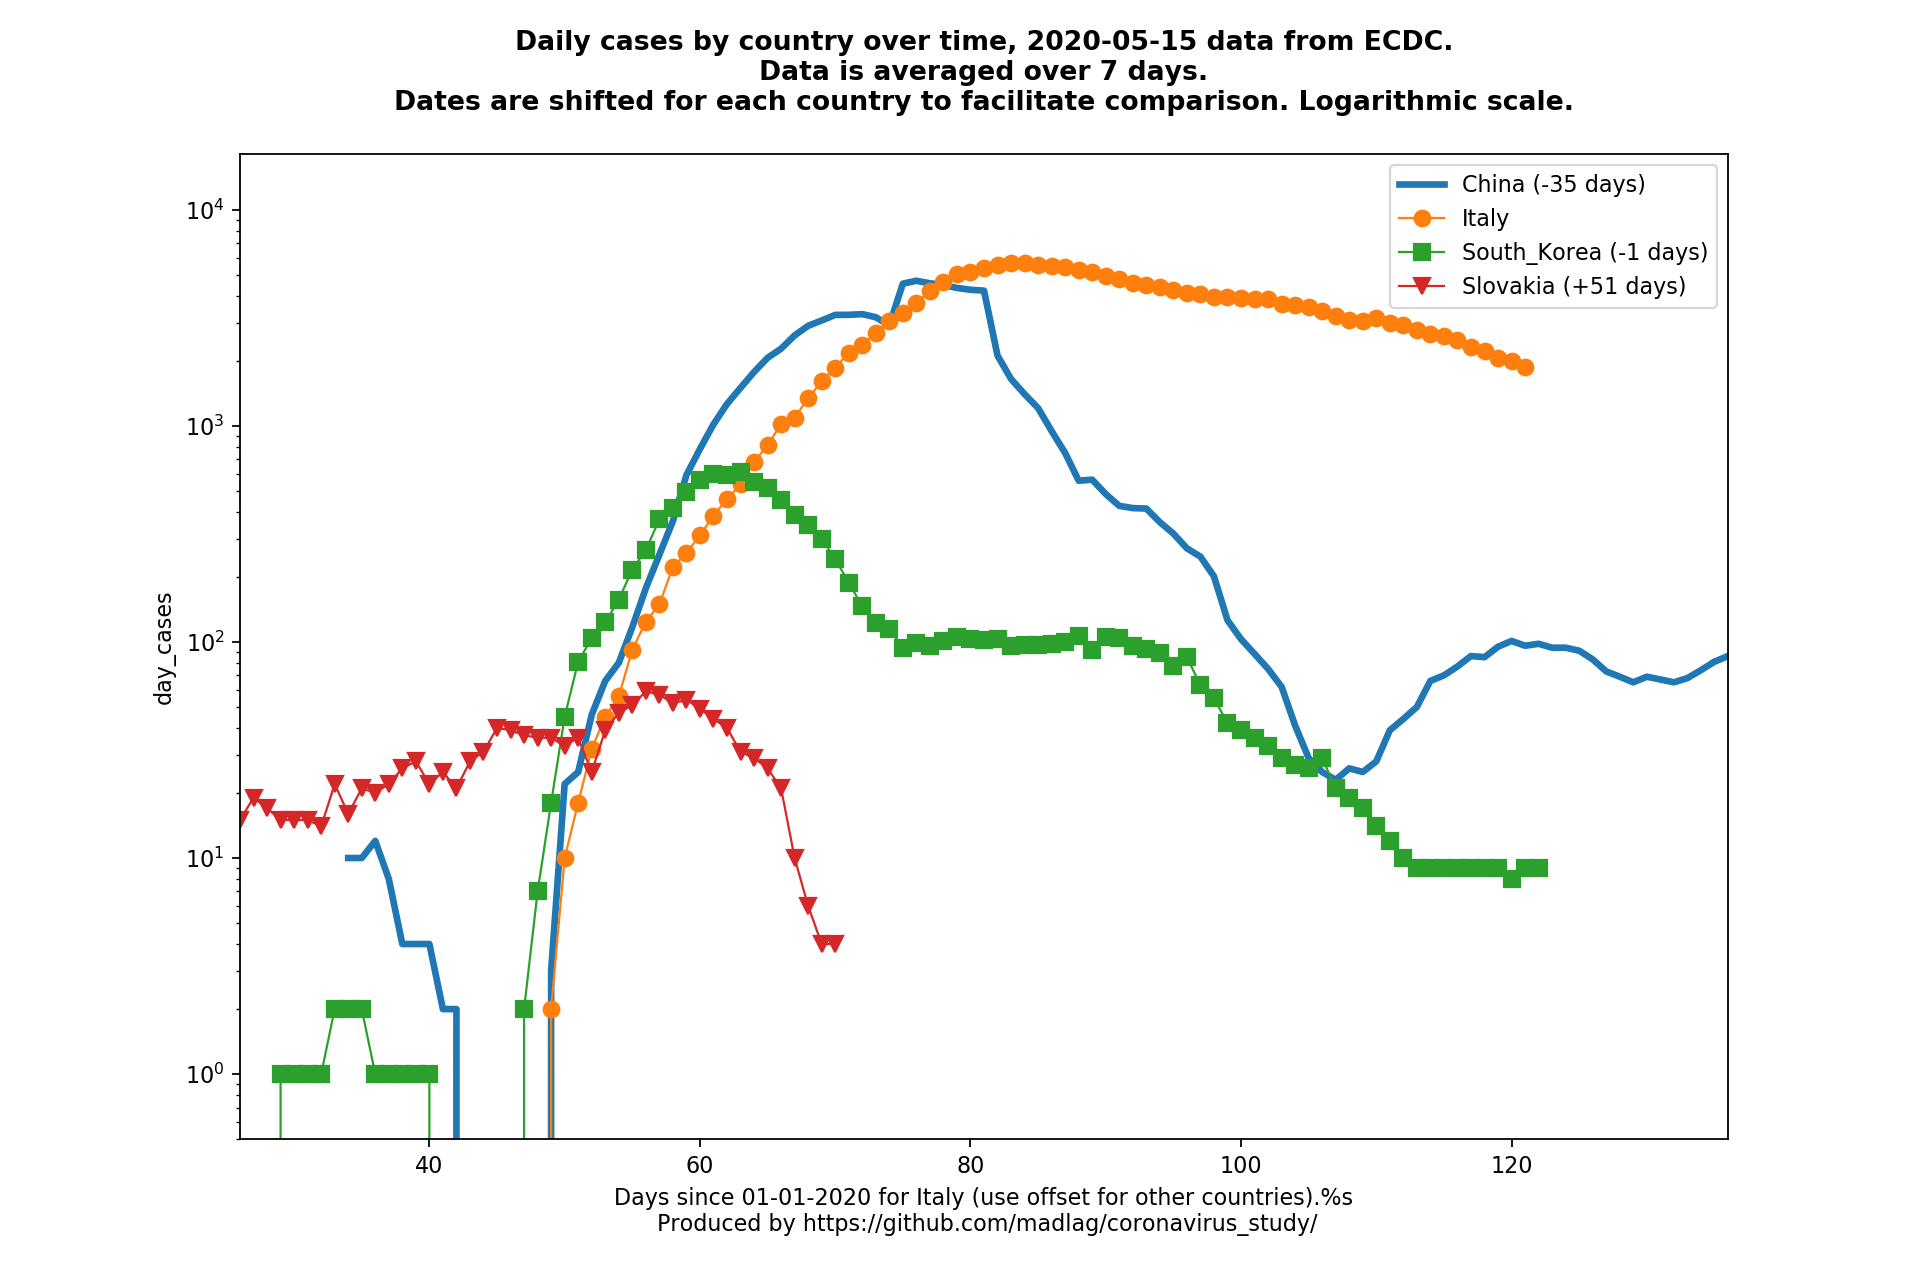 Daily cases by country over time, 2020-05-15 data from ECDC.
Data is averaged over 7 days.
Dates are shifted for each country to facilitate comparison. Logarithmic scale.
China (-35 days)
Italy
South_Korea (-1 days)
Slovakia (+51 days)
10⁴
10³
10²
10¹
10⁰
day_cases
40 60 80 100 120
Days since 01-01-2020 for Italy (use offset for other countries).%s
Produced by https://github.com/madlag/coronavirus_study/